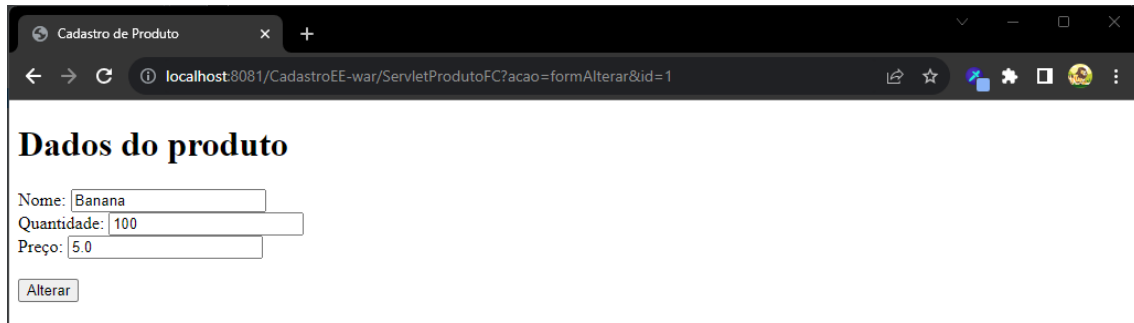 Cadastro de Produto
localhost:8081/CadastroEE-war/ServletProdutoFC?acao=formAlterar&id=1
Dados do produto
Nome: Banana
Quantidade: 100
Preço: 5.0
Alterar